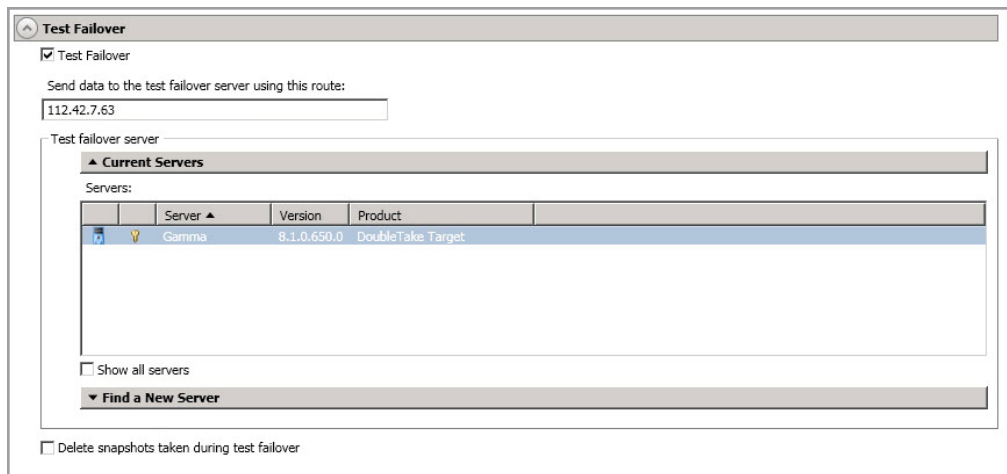 Test Failover
Test Failover
Send data to the test failover server using this route:
112.42.7.63
Test failover server
Current Servers
Servers:
Server Version Product
Gamma 8.1.0.650.0 DoubleTake Target
Show all servers
Find a New Server
Delete snapshots taken during test failover